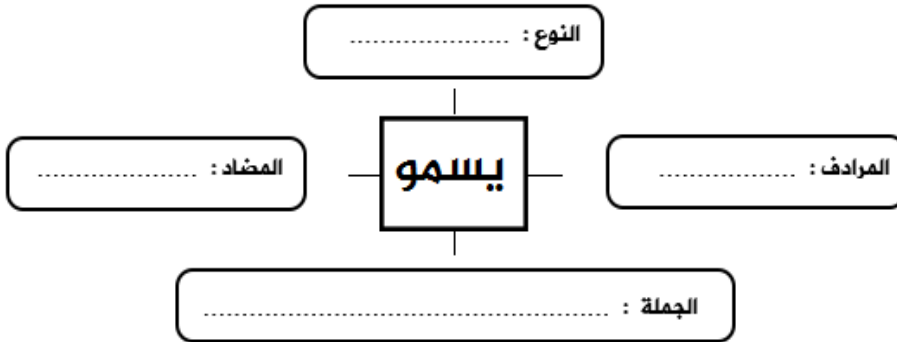 النوع : ....................
المرادف : .................
يسمو
المضاد : ....................
الجملة : ...................................................